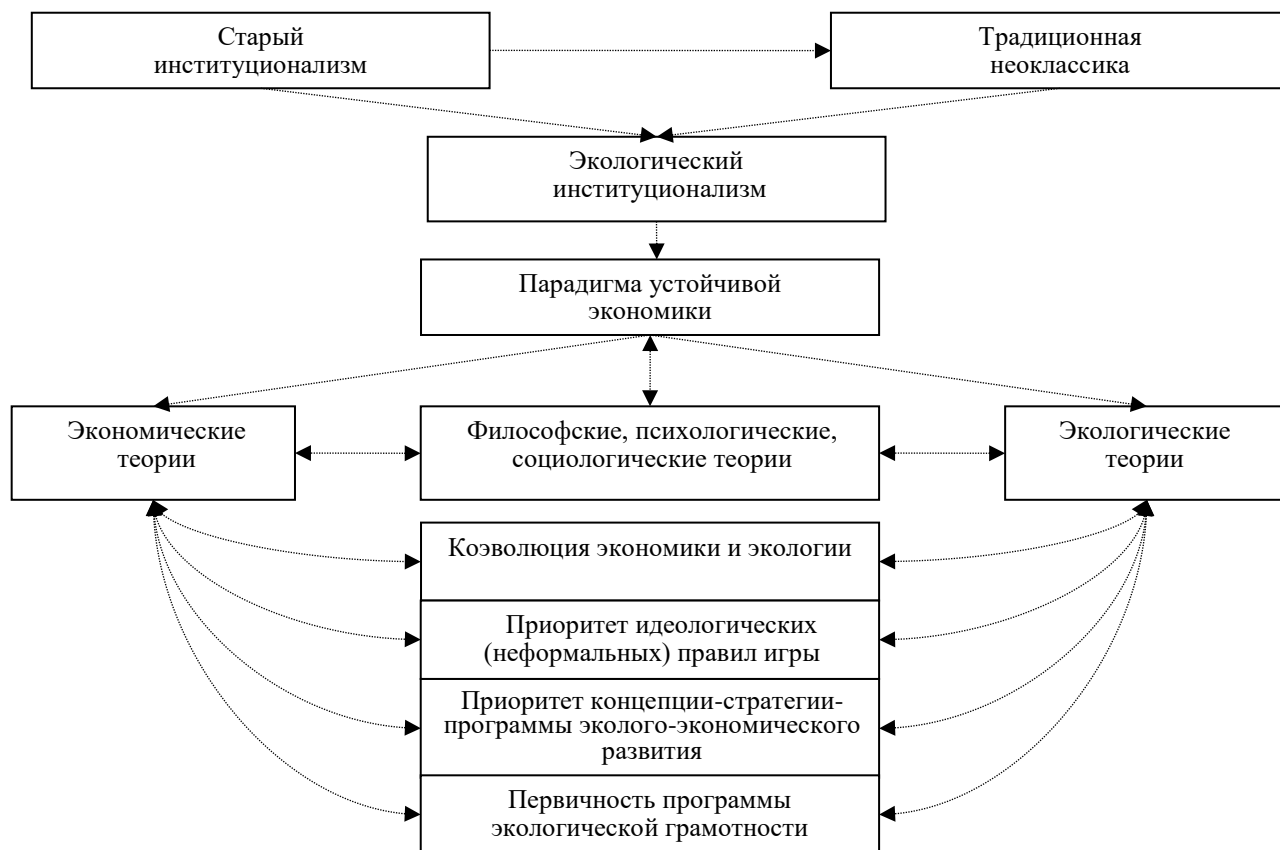 Старый
институционализм
Традиционная
неоклассика
Экологический
институционализм
Парадигма устойчивой
экономики
Экономические
теории
Философские, психологические,
социологические теории
Экологические
теории
Коэволюция экономики и экологии
Приоритет идеологических
(неформальных) правил игры
Приоритет концепции-стратегии-
программы эколого-экономического
развития
Первичность программы
экологической грамотности